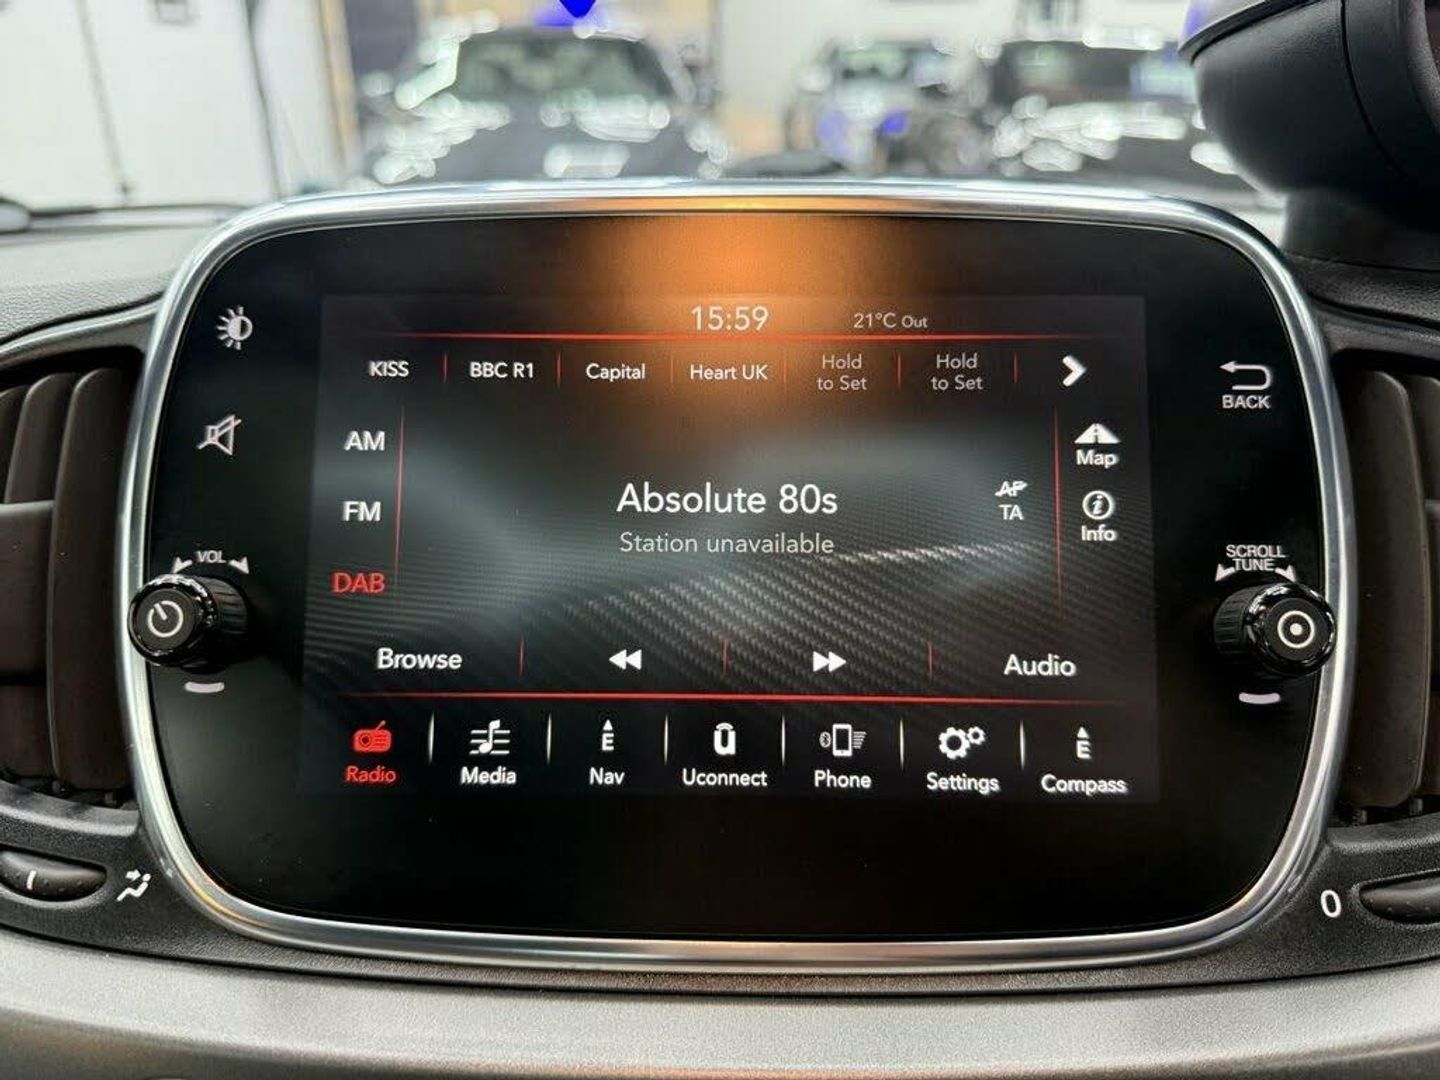 15:59 21°C Out
KISS BBC R1 Capital Heart UK Hold to Set Hold to Set
BACK
AM
Map
Absolute 80s
AF
FM
TA
Info
Station unavailable
VOL
SCROLL
TUNE
DAB
Browse Audio
E Ū E
Radio Media Nav Uconnect Phone Settings Compass
0